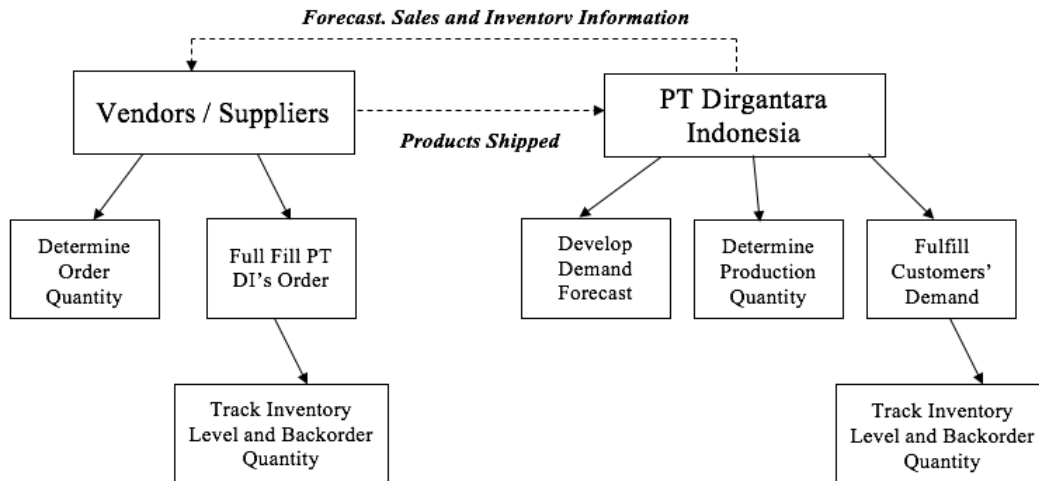 Forecast, Sales and Inventory Information
Vendors / Suppliers
PT Dirgantara
Indonesia
Products Shipped
Determine
Order
Quantity
Full Fill PT
DI's Order
Develop
Demand
Forecast
Determine
Production
Quantity
Fulfill
Customers'
Demand
Track Inventory
Level and Backorder
Quantity
Track Inventory
Level and Backorder
Quantity